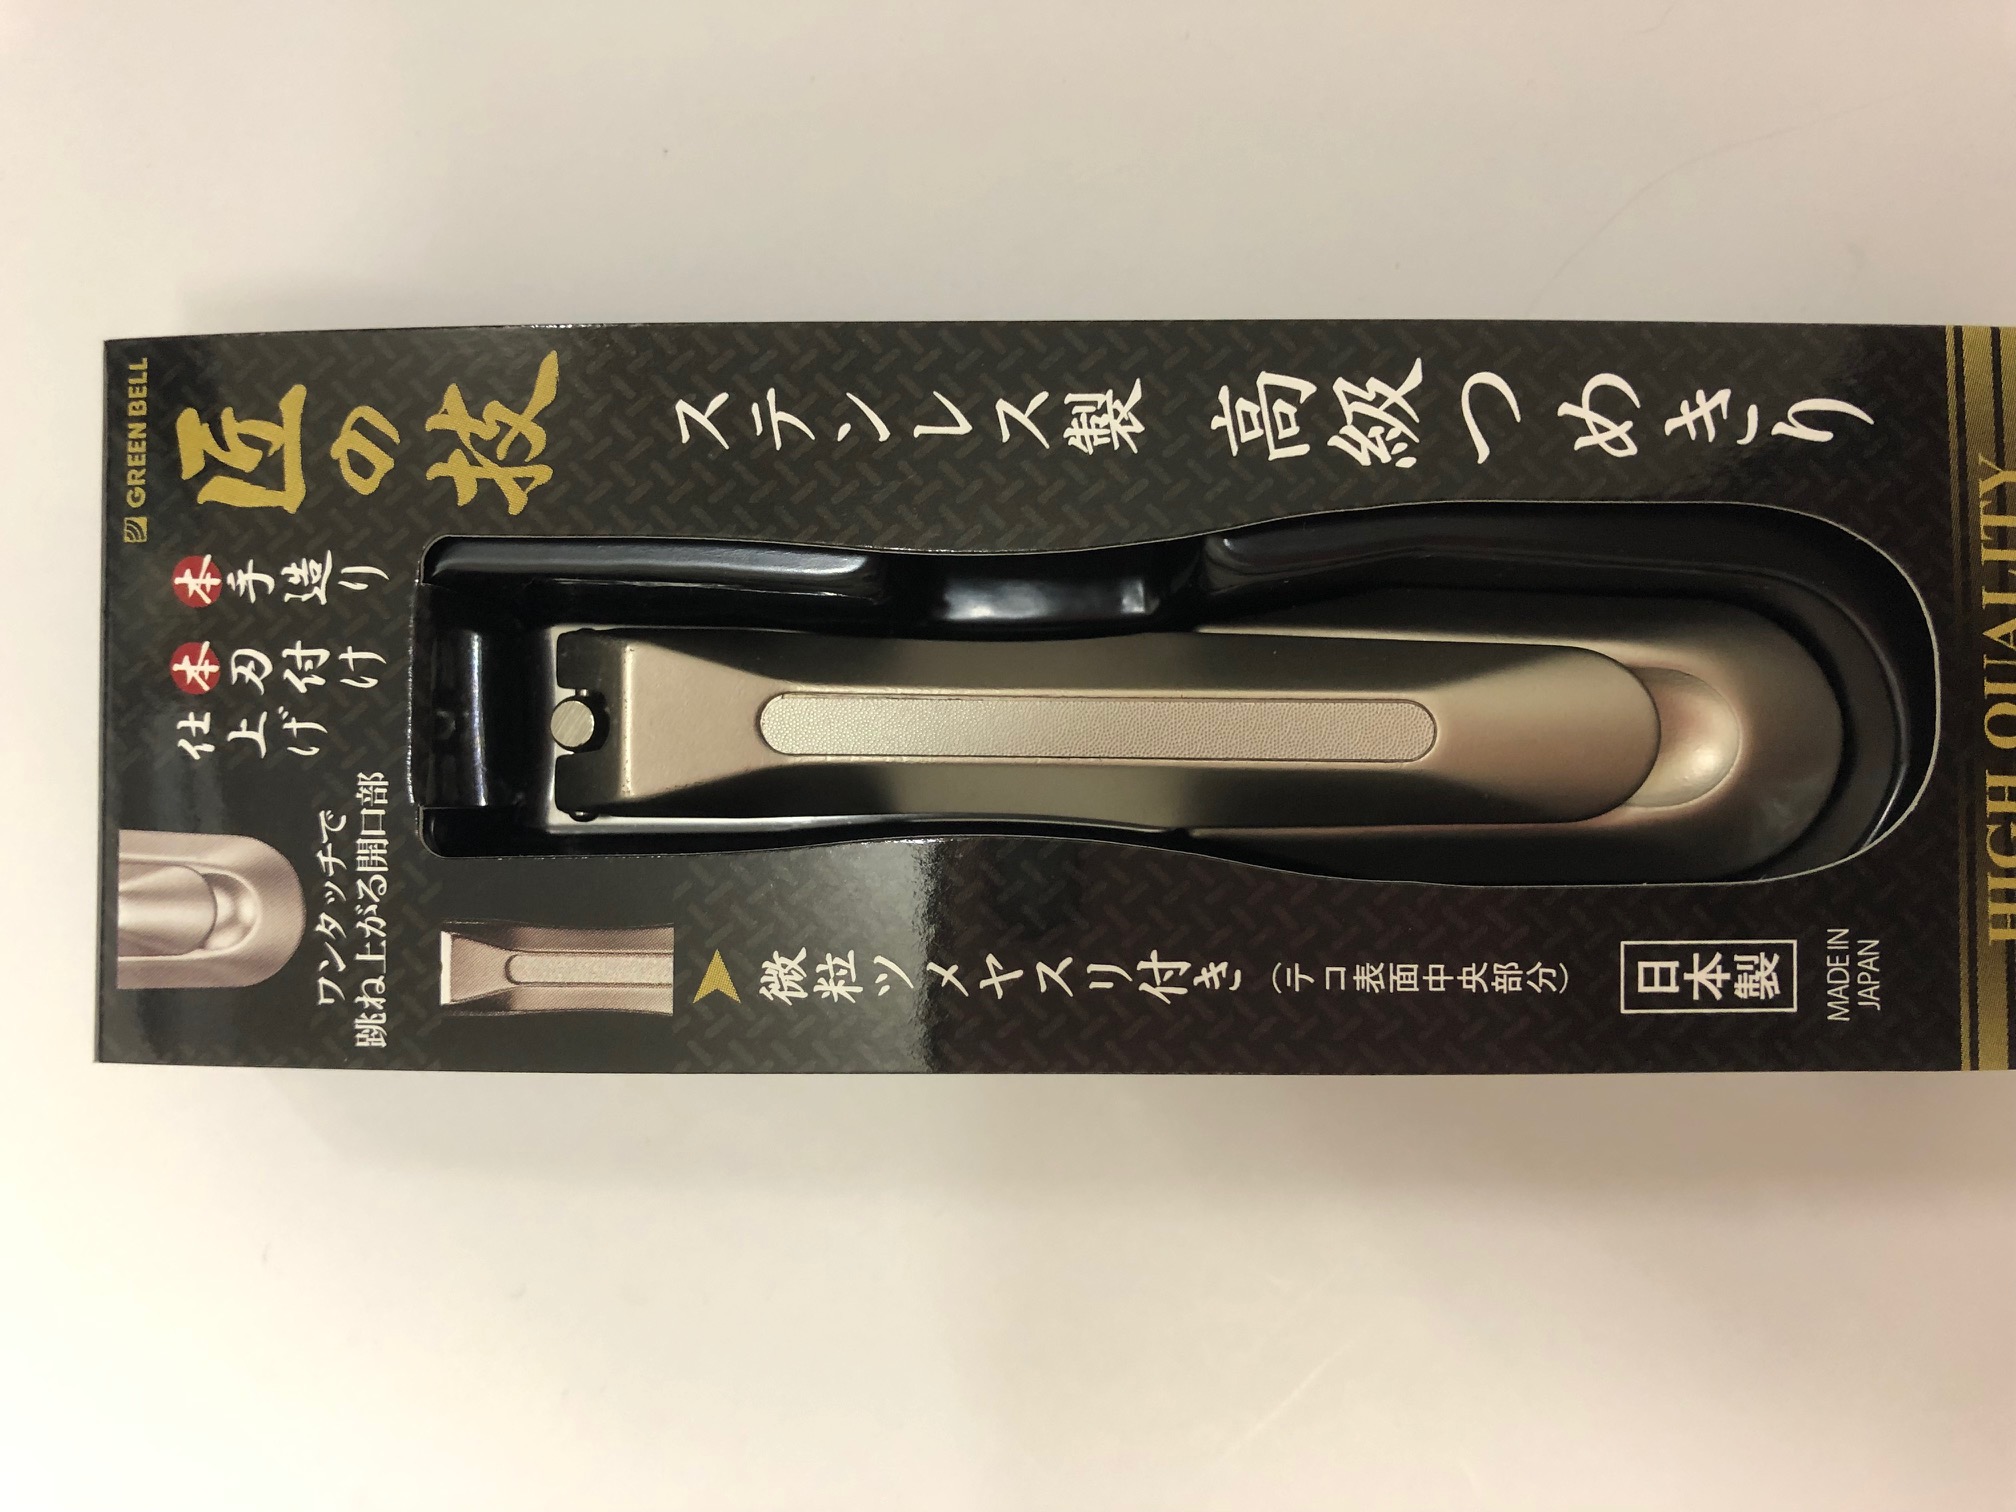 GREEN BELL
匠の技
ステンレス製 高級つめきり
本手造り
本刃付け
仕上げ
ワンタッチで
跳ね上がる開口部
微粒ツメヤスリ付き(テコ表面中央部分)
日本製
MADE IN
JAPAN
HIGH QUALITY